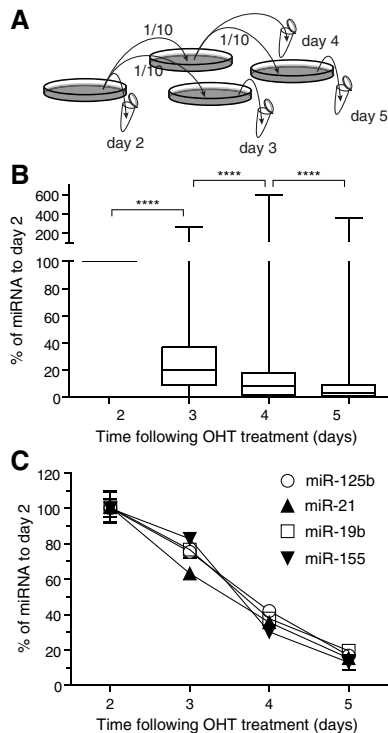 A
1/10
1/10
1/10
day 4
day 5
day 2
day 3
B
**** ****
****
600
400
200
100
80
60
40
20
0
% of miRNA to day 2
2 3 4 5
Time following OHT treatment (days)
C
120
100
80
60
40
20
0
% of miRNA to day 2
miR-125b
miR-21
miR-19b
miR-155
2 3 4 5
Time following OHT treatment (days)